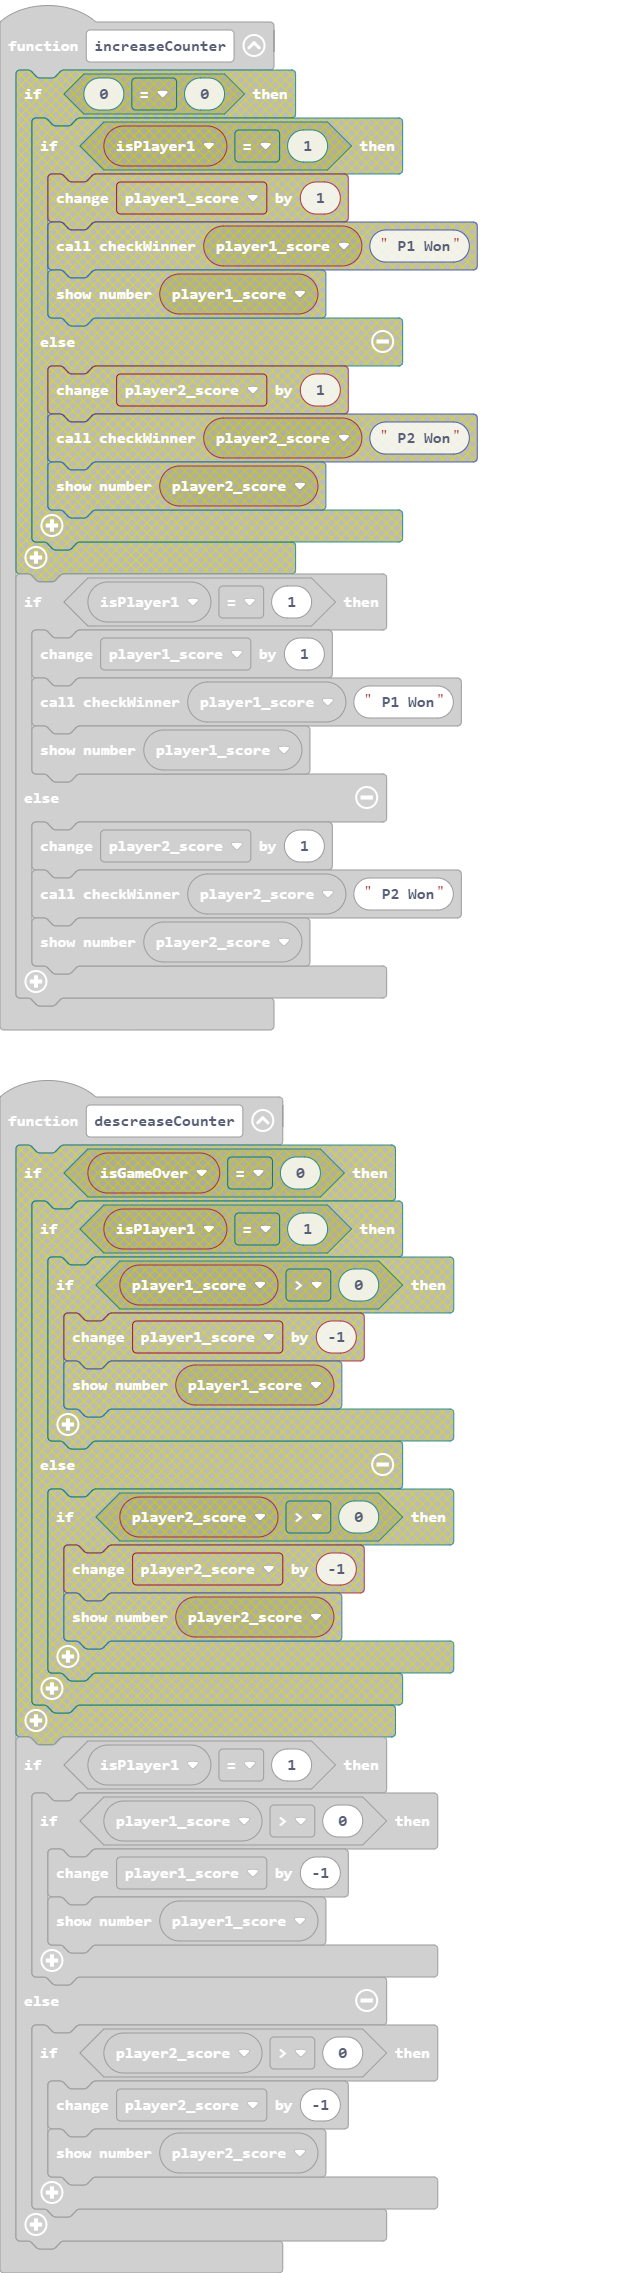 function increaseCounter
if 0 = 0 then
if isPlayer1 = 1 then
change player1_score by 1
call checkWinner player1_score "P1 Won"
show number player1_score
else
change player2_score by 1
call checkWinner player2_score "P2 Won"
show number player2_score
if isPlayer1 = 1 then
change player1_score by 1
call checkWinner player1_score "P1 Won"
show number player1_score
else
change player2_score by 1
call checkWinner player2_score "P2 Won"
show number player2_score
function descreaseCounter
if isGameOver = 0 then
if isPlayer1 = 1 then
if player1_score > 0 then
change player1_score by -1
show number player1_score
else
if player2_score > 0 then
change player2_score by -1
show number player2_score
if isPlayer1 = 1 then
if player1_score > 0 then
change player1_score by -1
show number player1_score
else
if player2_score > 0 then
change player2_score by -1
show number player2_score